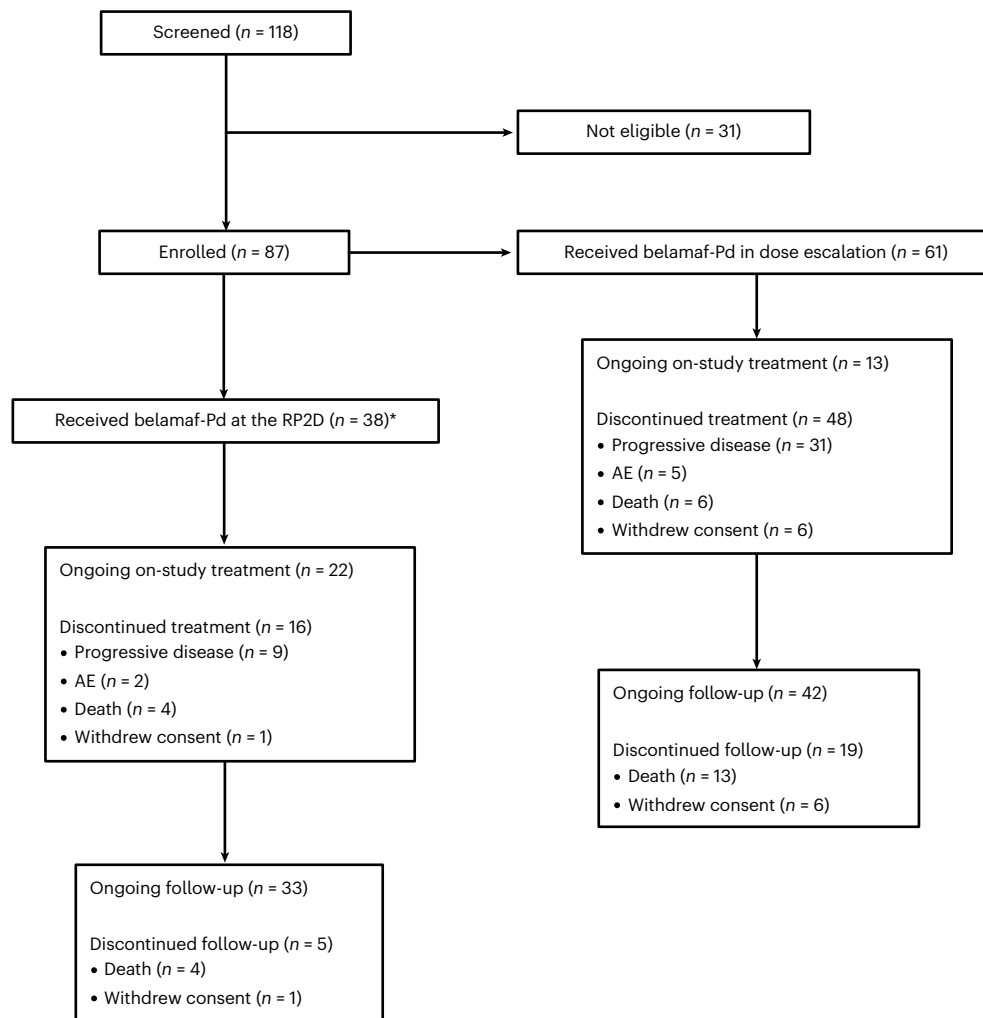 Screened (n = 118)
Not eligible (n = 31)
Enrolled (n = 87)
Received belamaf-Pd in dose escalation (n = 61)
Ongoing on-study treatment (n = 13)
Discontinued treatment (n = 48)
• Progressive disease (n = 31)
• AE (n = 5)
• Death (n = 6)
• Withdrew consent (n = 6)
Ongoing follow-up (n = 42)
Discontinued follow-up (n = 19)
• Death (n = 13)
• Withdrew consent (n = 6)
Received belamaf-Pd at the RP2D (n = 38)*
Ongoing on-study treatment (n = 22)
Discontinued treatment (n = 16)
• Progressive disease (n = 9)
• AE (n = 2)
• Death (n = 4)
• Withdrew consent (n = 1)
Ongoing follow-up (n = 33)
Discontinued follow-up (n = 5)
• Death (n = 4)
• Withdrew consent (n = 1)